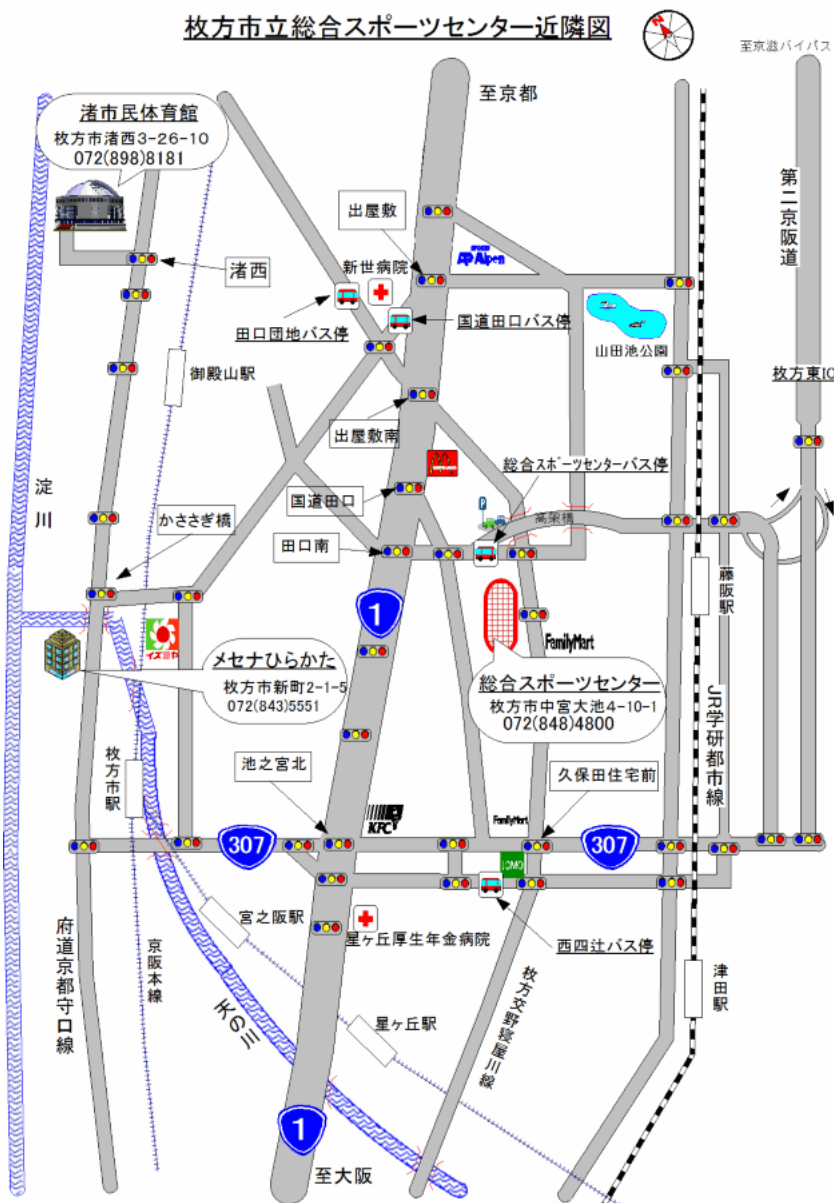 枚方市立総合スポーツセンター近隣図
N
至京滋バイパス
至京都
渚市民体育館
枚方市渚西3-26-10
072(898)8181
第二京阪道
出屋敷
Alpen
渚西
新世病院
田口団地バス停
国道田口バス停
山田池公園
御殿山駅
枚方東IC
出屋敷南
総合スポーツセンターバス停
淀川
国道田口
P
高架橋
かささぎ橋
田口南
藤阪駅
1
イズミヤ
FamilyMart
メセナひらかた
枚方市新町2-1-5
072(843)5551
総合スポーツセンター
枚方市中宮大池4-10-1
072(848)4800
JR学研都市線
枚方市駅
池之宮北
久保田住宅前
KFC
FamilyMart
307
307
JOMO
宮之阪駅
星ヶ丘厚生年金病院
西四辻バス停
府道京都守口線
京阪本線
天の川
星ヶ丘駅
枚方交野寝屋川線
津田駅
1
至大阪